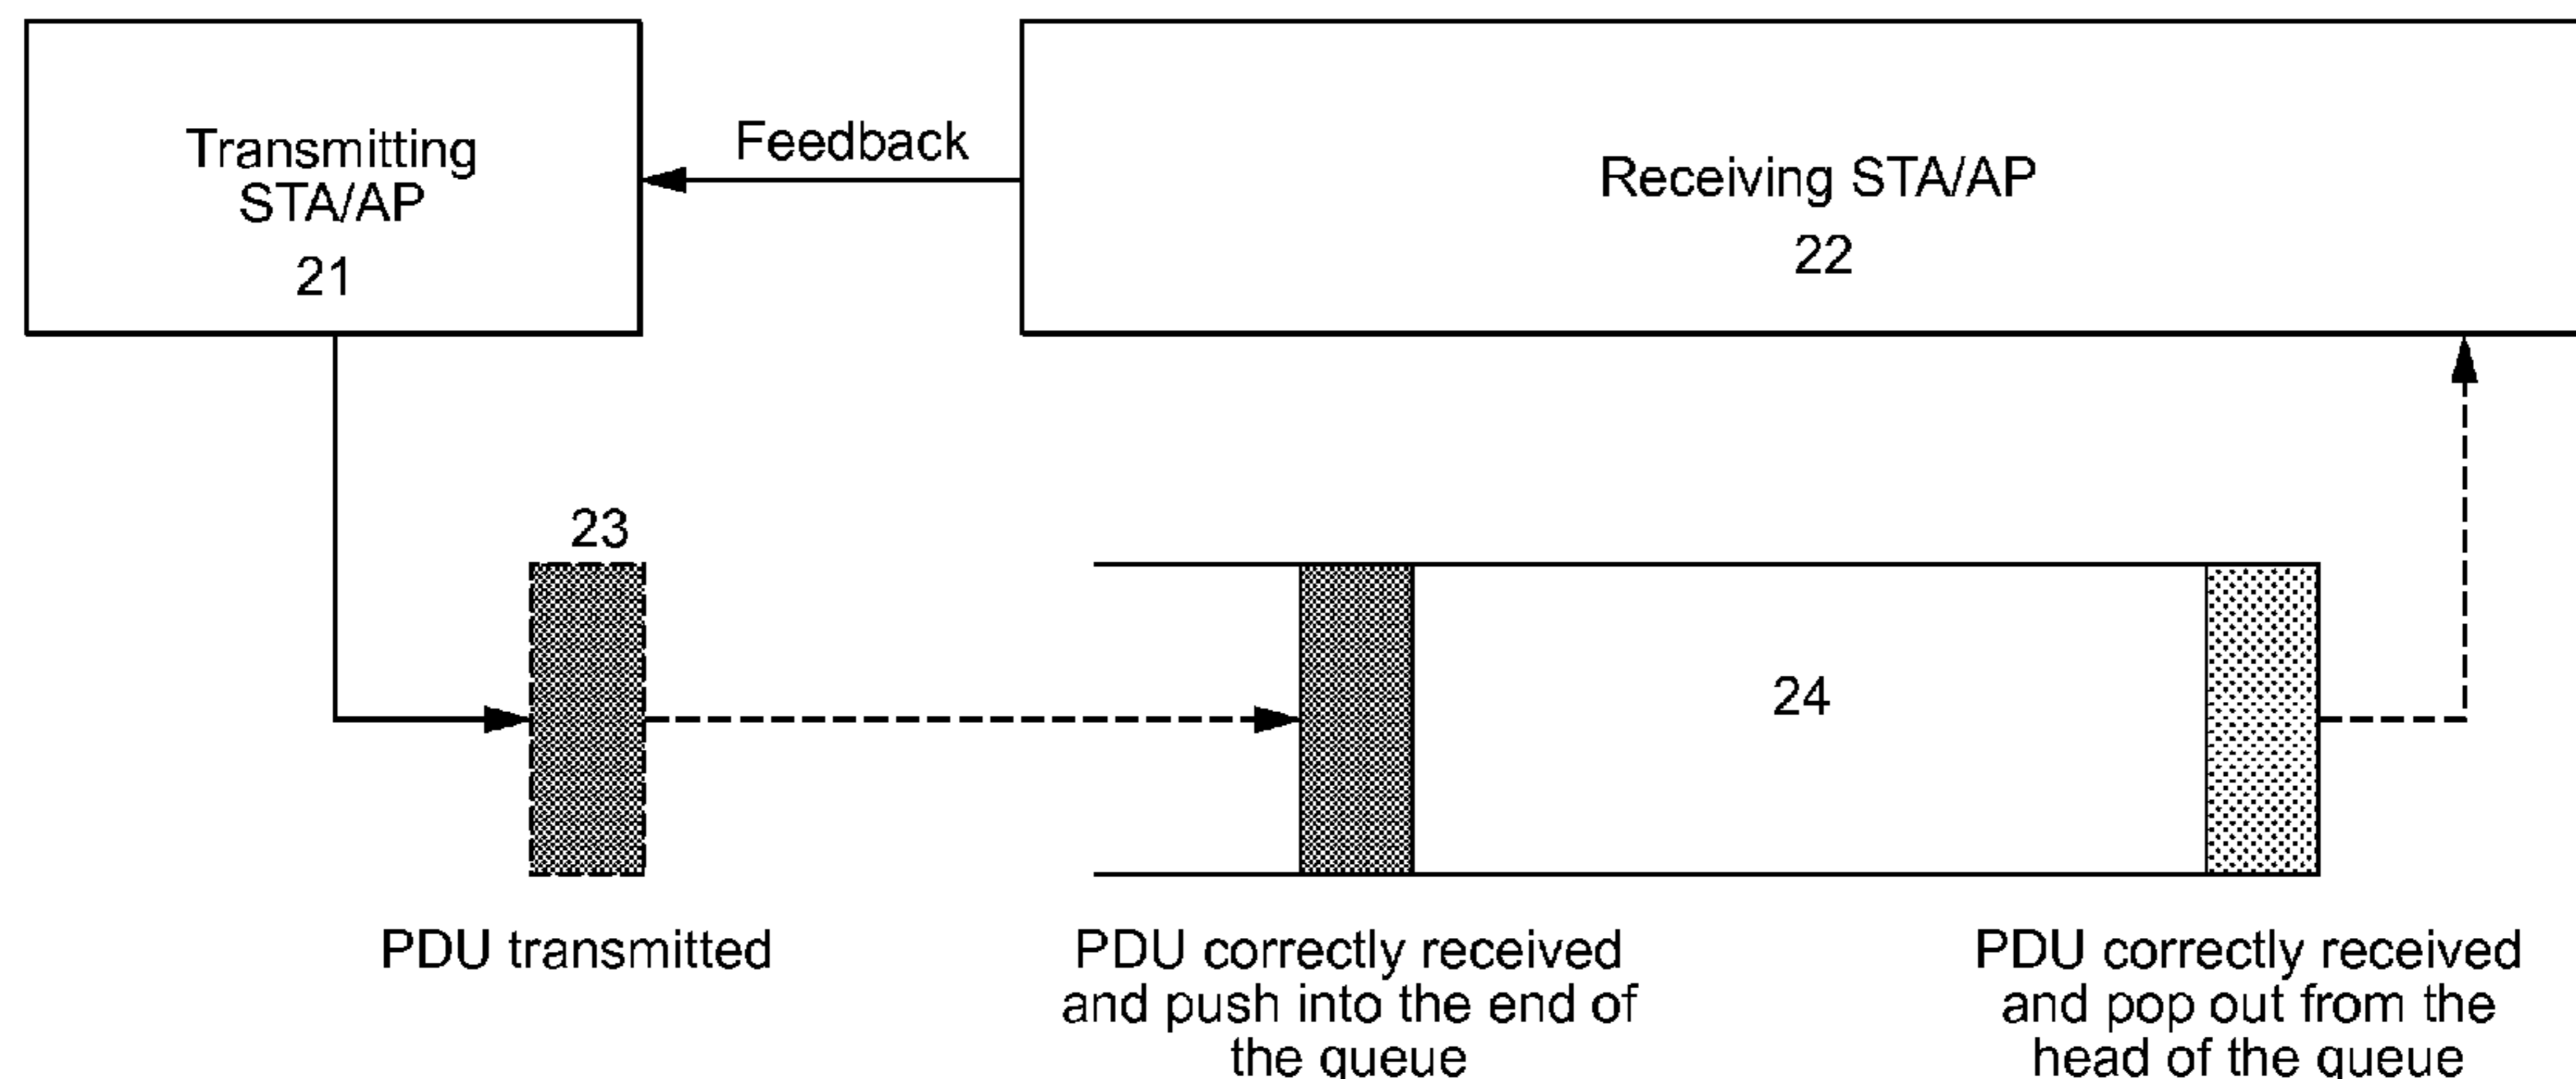 Transmitting
STA/AP
21
Feedback
Receiving STA/AP
22
23
24
PDU transmitted
PDU correctly received
and push into the end of
the queue
PDU correctly received
and pop out from the
head of the queue